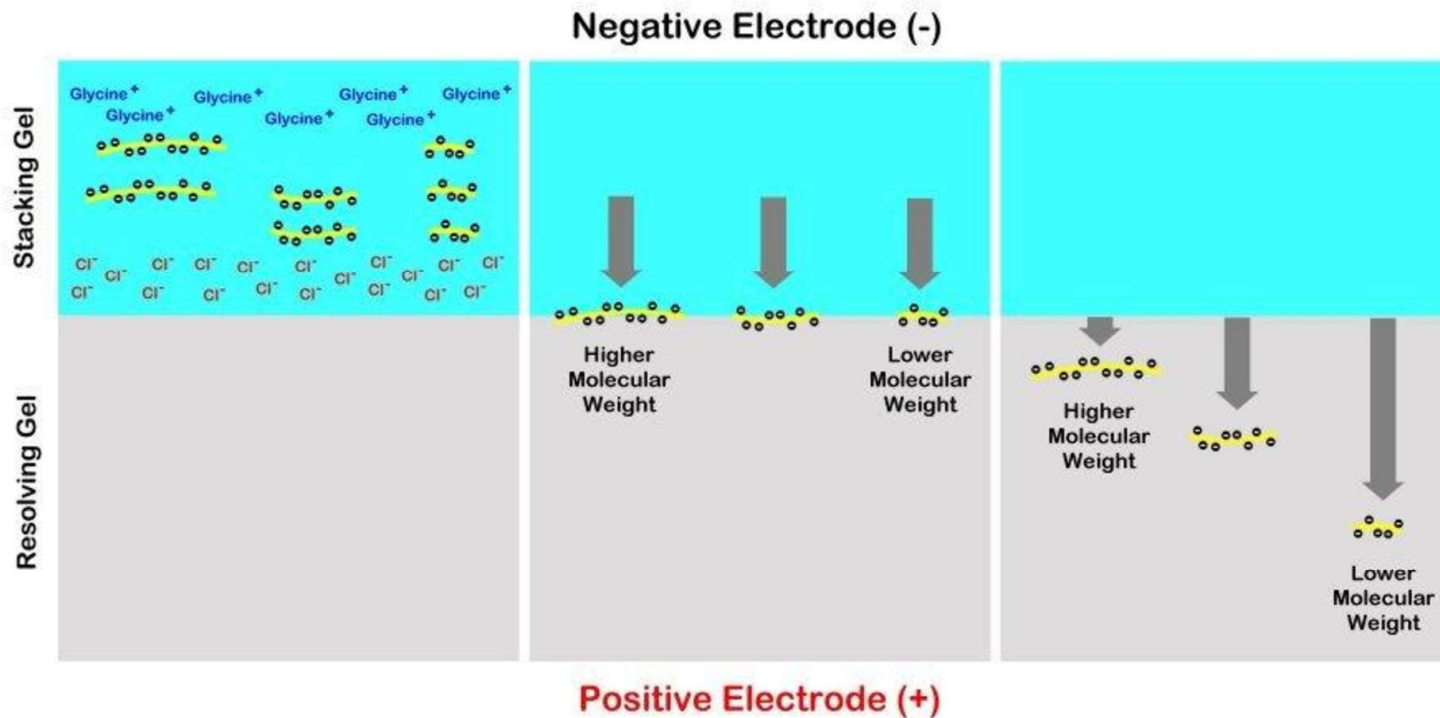 Negative Electrode (-)
Stacking Gel
Resolving Gel
Glycine⁺ Glycine⁺ Glycine⁺ Glycine⁺
Glycine⁺ Glycine⁺ Glycine⁺
Cl⁻ Cl⁻ Cl⁻ Cl⁻ Cl⁻ Cl⁻ Cl⁻ Cl⁻
Cl⁻ Cl⁻ Cl⁻
Cl⁻ Cl⁻ Cl⁻ Cl⁻ Cl⁻ Cl⁻ Cl⁻ Cl⁻
Higher
Molecular
Weight
Lower
Molecular
Weight
Higher
Molecular
Weight
Lower
Molecular
Weight
Positive Electrode (+)